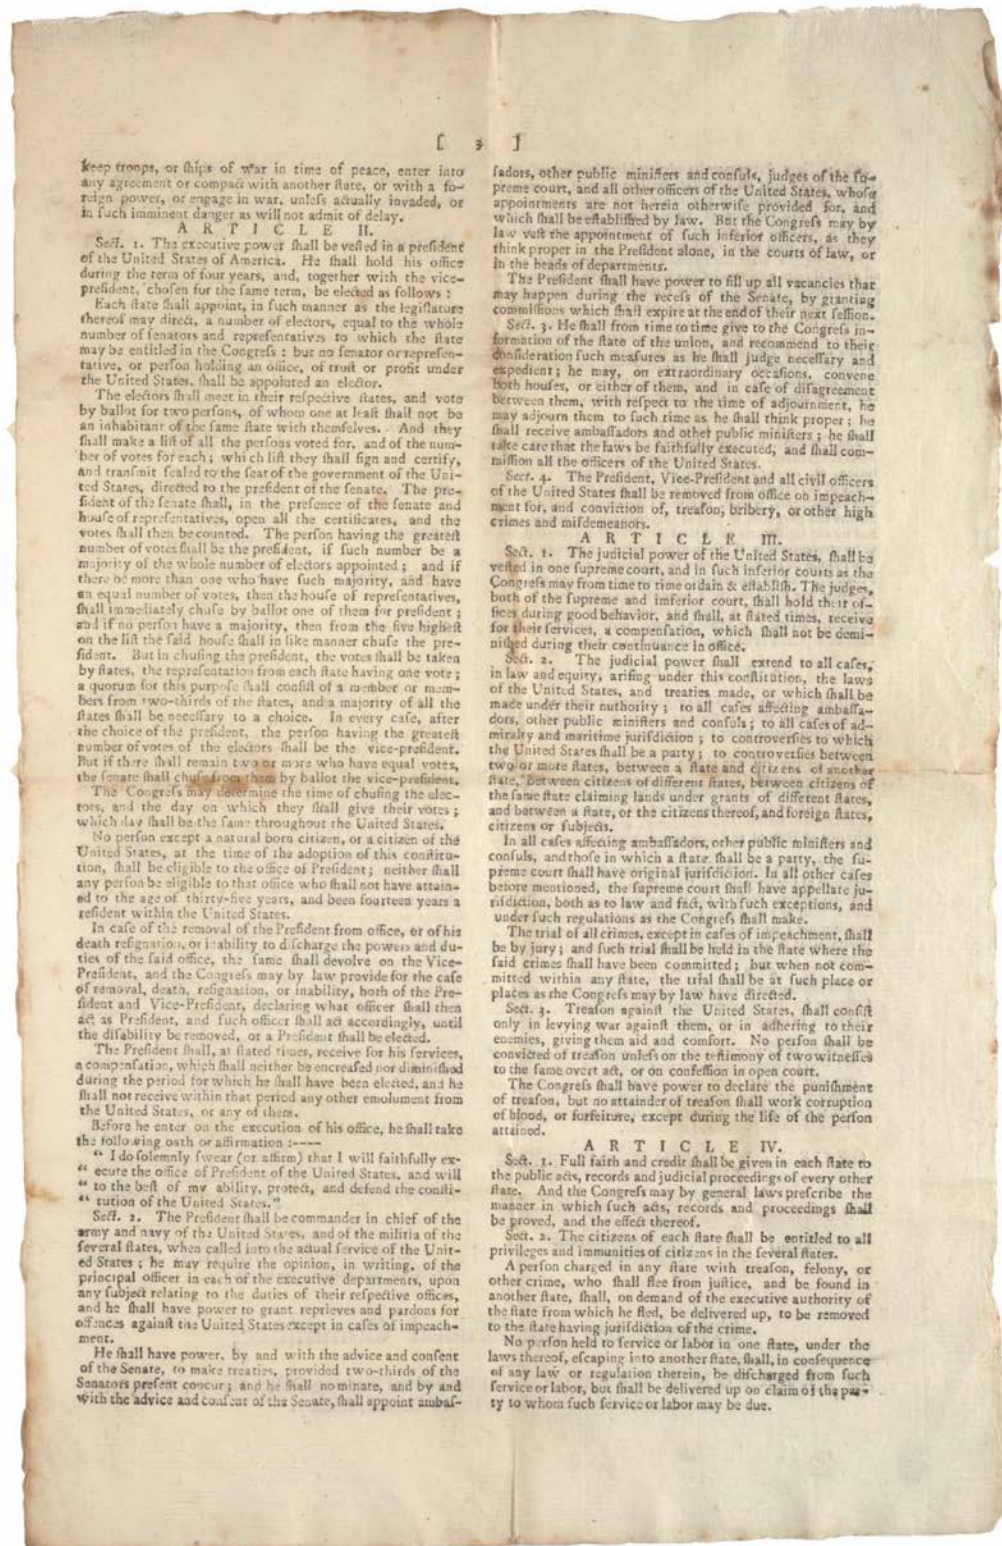 [ 3 ]
keep troops, or ſhips of war in time of peace, enter into
any agreement or compact with another ſtate, or with a fo-
reign power, or engage in war, unleſs actually invaded, or
in ſuch imminent danger as will not admit of delay.
ARTICLE II.
Sect. 1. The executive power ſhall be veſted in a preſident
of the United States of America. He ſhall hold his office
during the term of four years, and, together with the vice-
preſident, choſen for the ſame term, be elected as follows:
Each ſtate ſhall appoint, in ſuch manner as the legiſlature
thereof may direct, a number of electors, equal to the whole
number of ſenators and repreſentatives to which the ſtate
may be entitled in the Congreſs: but no ſenator or repreſen-
tative, or perſon holding an office, of truſt or profit under
the United States, ſhall be appointed an elector.
The electors ſhall meet in their reſpective ſtates, and vote
by ballot for two perſons, of whom one at leaſt ſhall not be
an inhabitant of the ſame ſtate with themſelves. And they
ſhall make a liſt of all the perſons voted for, and of the num-
ber of votes for each; which liſt they ſhall ſign and certify,
and tranſmit ſealed to the ſeat of the government of the Uni-
ted States, directed to the preſident of the ſenate. The pre-
ſident of the ſenate ſhall, in the preſence of the ſenate and
houſe of repreſentatives, open all the certificates, and the
votes ſhall then be counted. The perſon having the greateſt
number of votes ſhall be the preſident, if ſuch number be a
majority of the whole number of electors appointed; and if
there be more than one who have ſuch majority, and have
an equal number of votes, then the houſe of repreſentatives,
ſhall immediately chuſe by ballot one of them for preſident;
and if no perſon have a majority, then from the five higheſt
on the liſt the ſaid houſe ſhall in like manner chuſe the pre-
ſident. But in chuſing the preſident, the votes ſhall be taken
by ſtates, the repreſentation from each ſtate having one vote;
a quorum for this purpoſe ſhall conſiſt of a member or mem-
bers from two-thirds of the ſtates, and a majority of all the
ſtates ſhall be neceſſary to a choice. In every caſe, after
the choice of the preſident, the perſon having the greateſt
number of votes of the electors ſhall be the vice-preſident.
But if there ſhall remain two or more who have equal votes,
the ſenate ſhall chuſe from them by ballot the vice-preſident.
The Congreſs may determine the time of chuſing the elec-
tors, and the day on which they ſhall give their votes;
which day ſhall be the ſame throughout the United States.
No perſon except a natural born citizen, or a citizen of the
United States, at the time of the adoption of this conſtitu-
tion, ſhall be eligible to the office of Preſident; neither ſhall
any perſon be eligible to that office who ſhall not have attain-
ed to the age of thirty-five years, and been fourteen years a
reſident within the United States.
In caſe of the removal of the Preſident from office, or of his
death reſignation, or inability to diſcharge the powers and du-
ties of the ſaid office, the ſame ſhall devolve on the Vice-
Preſident, and the Congreſs may by law provide for the caſe
of removal, death, reſignation, or inability, both of the Pre-
ſident and Vice-Preſident, declaring what officer ſhall then
act as Preſident, and ſuch officer ſhall act accordingly, until
the diſability be removed, or a Preſident ſhall be elected.
The Preſident ſhall, at ſtated times, receive for his ſervices,
a compenſation, which ſhall neither be encreaſed nor diminiſhed
during the period for which he ſhall have been elected, and he
ſhall not receive within that period any other emolument from
the United States, or any of them.
Before he enter on the execution of his office, he ſhall take
the following oath or affirmation:----
“ I do ſolemnly ſwear (or affirm) that I will faithfully ex-
“ ecute the office of Preſident of the United States, and will
“ to the beſt of my ability, protect, and defend the conſti-
“ tution of the United States.”
Sect. 2. The Preſident ſhall be commander in chief of the
army and navy of the United States, and of the militia of the
ſeveral ſtates, when called into the actual ſervice of the Unit-
ed States; he may require the opinion, in writing, of the
principal officer in each of the executive departments, upon
any ſubject relating to the duties of their reſpective offices,
and he ſhall have power to grant reprieves and pardons for
offences againſt the United States except in caſes of impeach-
ment.
He ſhall have power, by and with the advice and conſent
of the Senate, to make treaties, provided two-thirds of the
Senators preſent concur; and he ſhall nominate, and by and
with the advice and conſent of the Senate, ſhall appoint ambaſ-
ſadors, other public miniſters and conſuls, judges of the ſu-
preme court, and all other officers of the United States, whoſe
appointments are not herein otherwiſe provided for, and
which ſhall be eſtabliſhed by law. But the Congreſs may by
law veſt the appointment of ſuch inferior officers, as they
think proper in the Preſident alone, in the courts of law, or
in the heads of departments.
The Preſident ſhall have power to fill up all vacancies that
may happen during the receſs of the Senate, by granting
commiſſions which ſhall expire at the end of their next ſeſſion.
Sect. 3. He ſhall from time to time give to the Congreſs in-
formation of the ſtate of the union, and recommend to their
conſideration ſuch meaſures as he ſhall judge neceſſary and
expedient; he may, on extraordinary occaſions, convene
both houſes, or either of them, and in caſe of diſagreement
between them, with reſpect to the time of adjournment, he
may adjourn them to ſuch time as he ſhall think proper; he
ſhall receive ambaſſadors and other public miniſters; he ſhall
take care that the laws be faithfully executed, and ſhall com-
miſſion all the officers of the United States.
Sect. 4. The Preſident, Vice-Preſident and all civil officers
of the United States ſhall be removed from office on impeach-
ment for, and conviction of, treaſon, bribery, or other high
crimes and miſdemeanors.
ARTICLE III.
Sect. 1. The judicial power of the United States, ſhall be
veſted in one ſupreme court, and in ſuch inferior courts as the
Congreſs may from time to time ordain & eſtabliſh. The judges,
both of the ſupreme and imferior court, ſhall hold their of-
fices during good behavior, and ſhall, at ſtated times, receive
for their ſervices, a compenſation, which ſhall not be demi-
niſhed during their continuance in office.
Sect. 2. The judicial power ſhall extend to all caſes,
in law and equity, ariſing under this conſtitution, the laws
of the United States, and treaties made, or which ſhall be
made under their nuthority; to all caſes affecting ambaſſa-
dors, other public miniſters and conſuls; to all caſes of ad-
miralty and maritime juriſdiction; to controverſies to which
the United States ſhall be a party; to controverſies between
two or more ſtates, between a ſtate and citizens of another
ſtate, between citizens of different ſtates, between citizens of
the ſame ſtate claiming lands under grants of different ſtates,
and between a ſtate, or the citizens thereof, and foreign ſtates,
citizens or ſubjects.
In all caſes affecting ambaſſadors, other public miniſters and
conſuls, and thoſe in which a ſtate ſhall be a party, the ſu-
preme court ſhall have original juriſdiction. In all other caſes
before mentioned, the ſupreme court ſhall have appellate ju-
riſdiction, both as to law and fact, with ſuch exceptions, and
under ſuch regulations as the Congreſs ſhall make.
The trial of all crimes, except in caſes of impeachment, ſhall
be by jury; and ſuch trial ſhall be held in the ſtate where the
ſaid crimes ſhall have been committed; but when not com-
mitted within any ſtate, the trial ſhall be at ſuch place or
places as the Congreſs may by law have directed.
Sect. 3. Treaſon againſt the United States, ſhall conſiſt
only in levying war againſt them, or in adhering to their
enemies, giving them aid and comfort. No perſon ſhall be
convicted of treaſon unleſs on the teſtimony of two witneſſes
to the ſame overt act, or on confeſſion in open court.
The Congreſs ſhall have power to declare the puniſhment
of treaſon, but no attainder of treaſon ſhall work corruption
of blood, or forfeiture, except during the life of the perſon
attained.
ARTICLE IV.
Sect. 1. Full faith and credit ſhall be given in each ſtate to
the public acts, records and judicial proceedings of every other
ſtate. And the Congreſs may by general laws preſcribe the
manner in which ſuch acts, records and proceedings ſhall
be proved, and the effect thereof.
Sect. 2. The citizens of each ſtate ſhall be entitled to all
privileges and immunities of citizens in the ſeveral ſtates.
A perſon charged in any ſtate with treaſon, felony, or
other crime, who ſhall flee from juſtice, and be found in
another ſtate, ſhall, on demand of the executive authority of
the ſtate from which he fled, be delivered up, to be removed
to the ſtate having juriſdiction of the crime.
No perſon held to ſervice or labor in one ſtate, under the
laws thereof, eſcaping into another ſtate, ſhall, in conſequence
of any law or regulation therein, be diſcharged from ſuch
ſervice or labor, but ſhall be delivered up on claim of the par-
ty to whom ſuch ſervice or labor may be due.